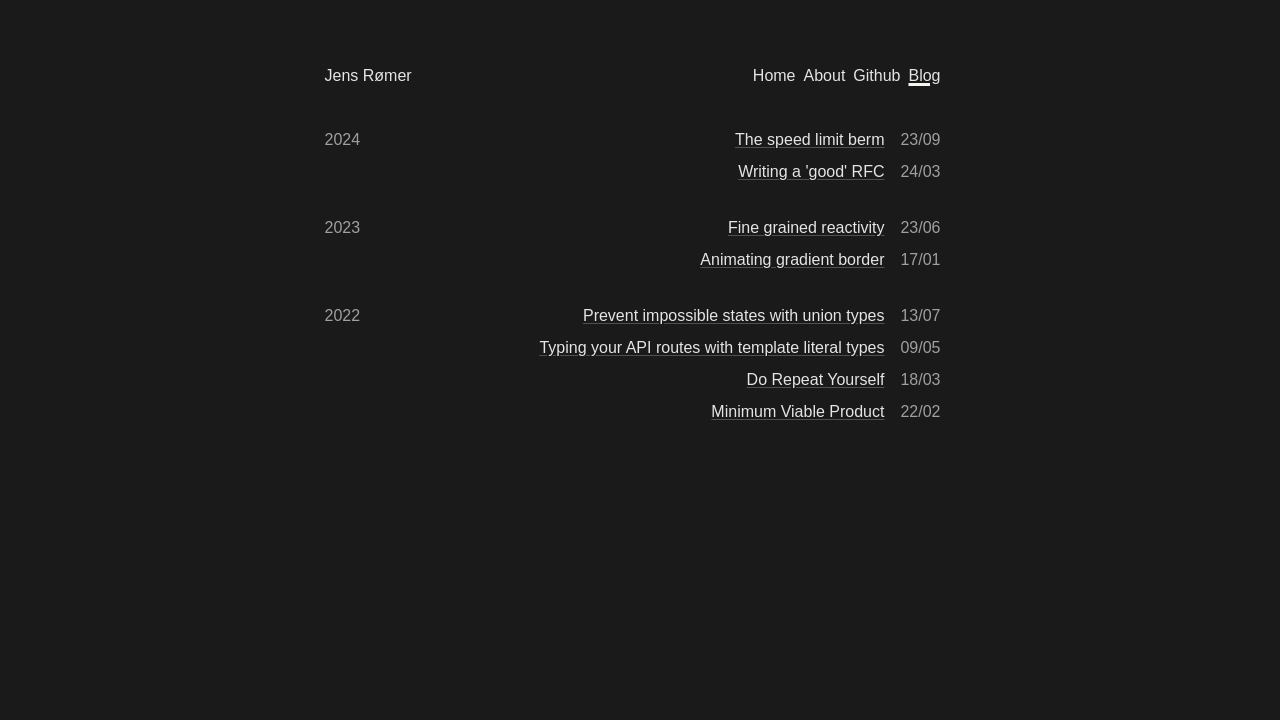 Jens Rømer Home About Github Blog
2024 The speed limit berm 23/09
Writing a 'good' RFC 24/03
2023 Fine grained reactivity 23/06
Animating gradient border 17/01
2022 Prevent impossible states with union types 13/07
Typing your API routes with template literal types 09/05
Do Repeat Yourself 18/03
Minimum Viable Product 22/02